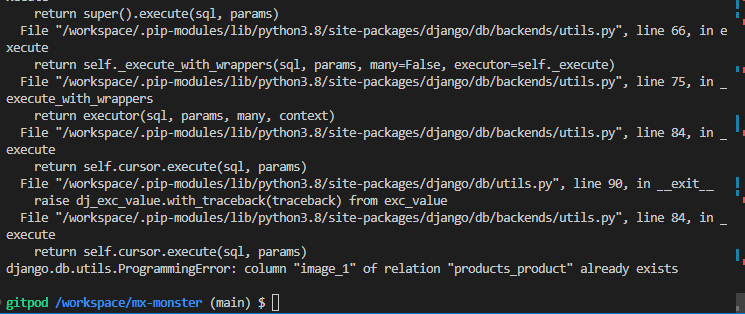 xecute
    return super().execute(sql, params)
  File "/workspace/.pip-modules/lib/python3.8/site-packages/django/db/backends/utils.py", line 66, in e
xecute
    return self._execute_with_wrappers(sql, params, many=False, executor=self._execute)
  File "/workspace/.pip-modules/lib/python3.8/site-packages/django/db/backends/utils.py", line 75, in _
execute_with_wrappers
    return executor(sql, params, many, context)
  File "/workspace/.pip-modules/lib/python3.8/site-packages/django/db/backends/utils.py", line 84, in _
execute
    return self.cursor.execute(sql, params)
  File "/workspace/.pip-modules/lib/python3.8/site-packages/django/db/utils.py", line 90, in __exit__
    raise dj_exc_value.with_traceback(traceback) from exc_value
  File "/workspace/.pip-modules/lib/python3.8/site-packages/django/db/backends/utils.py", line 84, in _
execute
    return self.cursor.execute(sql, params)
django.db.utils.ProgrammingError: column "image_1" of relation "products_product" already exists
gitpod /workspace/mx-monster (main) $